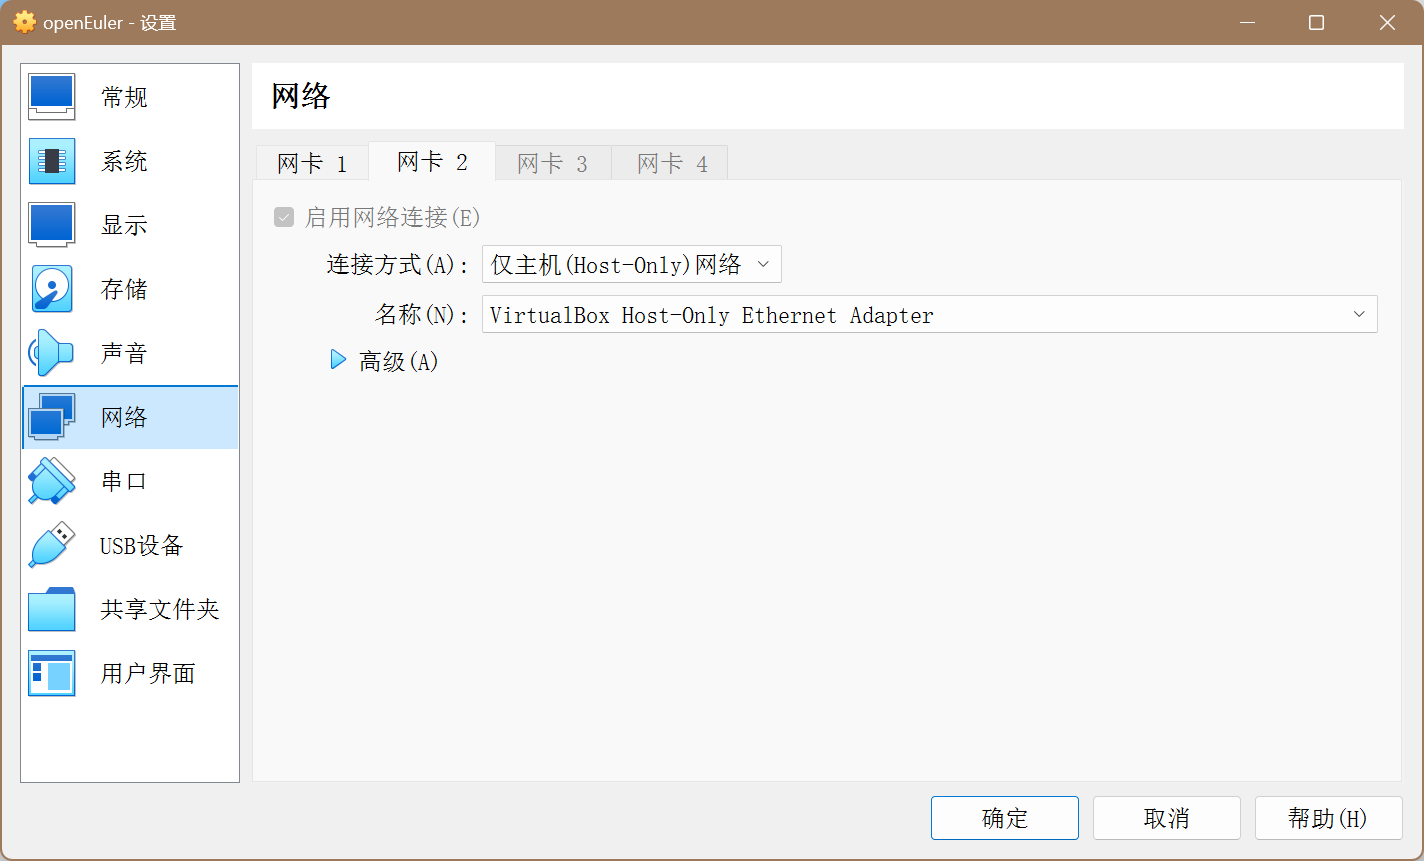 openEuler - 设置
常规
系统
显示
存储
声音
网络
串口
USB设备
共享文件夹
用户界面
网络
网卡 1 网卡 2 网卡 3 网卡 4
启用网络连接(E)
连接方式(A): 仅主机(Host-Only)网络
名称(N): VirtualBox Host-Only Ethernet Adapter
高级(A)
确定 取消 帮助(H)